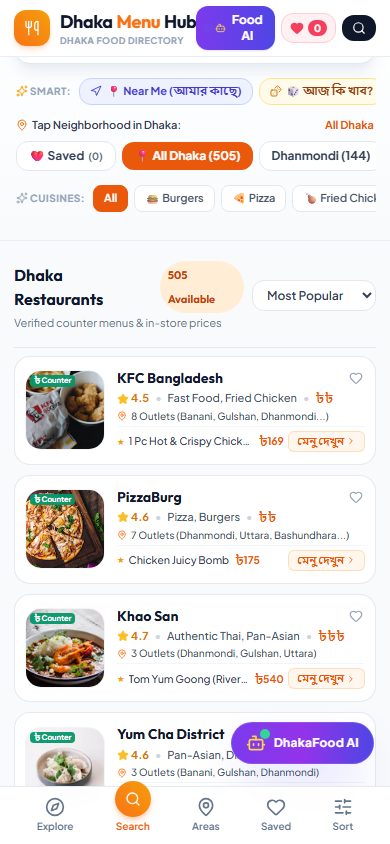 Dhaka Menu Hub
DHAKA FOOD DIRECTORY
Food AI
0
SMART:
📍 Near Me (আমার কাছে)
🎲 আজ কি খাব?
Tap Neighborhood in Dhaka:
All Dhaka
Saved (0)
📍 All Dhaka (505)
Dhanmondi (144)
CUISINES:
All
🍔 Burgers
🍕 Pizza
🍗 Fried Chick
Dhaka Restaurants
505 Available
Most Popular
Verified counter menus & in-store prices
৳ Counter
KFC Bangladesh
4.5 • Fast Food, Fried Chicken • ৳৳
8 Outlets (Banani, Gulshan, Dhanmondi...)
★ 1 Pc Hot & Crispy Chick... ৳169 মেনু দেখুন >
৳ Counter
PizzaBurg
4.6 • Pizza, Burgers • ৳৳
7 Outlets (Dhanmondi, Uttara, Bashundhara...)
★ Chicken Juicy Bomb ৳175 মেনু দেখুন >
৳ Counter
Khao San
4.7 • Authentic Thai, Pan-Asian • ৳৳৳
3 Outlets (Dhanmondi, Gulshan, Uttara)
★ Tom Yum Goong (River... ৳540 মেনু দেখুন >
৳ Counter
Yum Cha District
4.6 • Pan-Asian, D
3 Outlets (Banani, Gulshan, Dhanmondi)
DhakaFood AI
Explore
Search
Areas
Saved
Sort